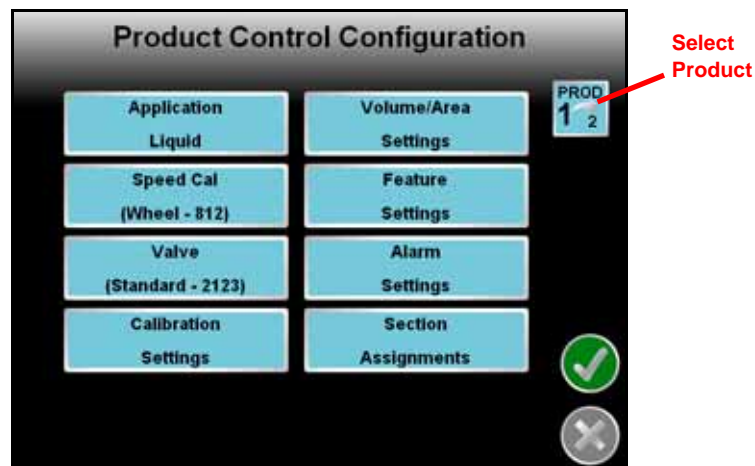 Product Control Configuration
Select
Product
PROD
1 2
Application
Liquid
Volume/Area
Settings
Speed Cal
(Wheel - 812)
Feature
Settings
Valve
(Standard - 2123)
Alarm
Settings
Calibration
Settings
Section
Assignments